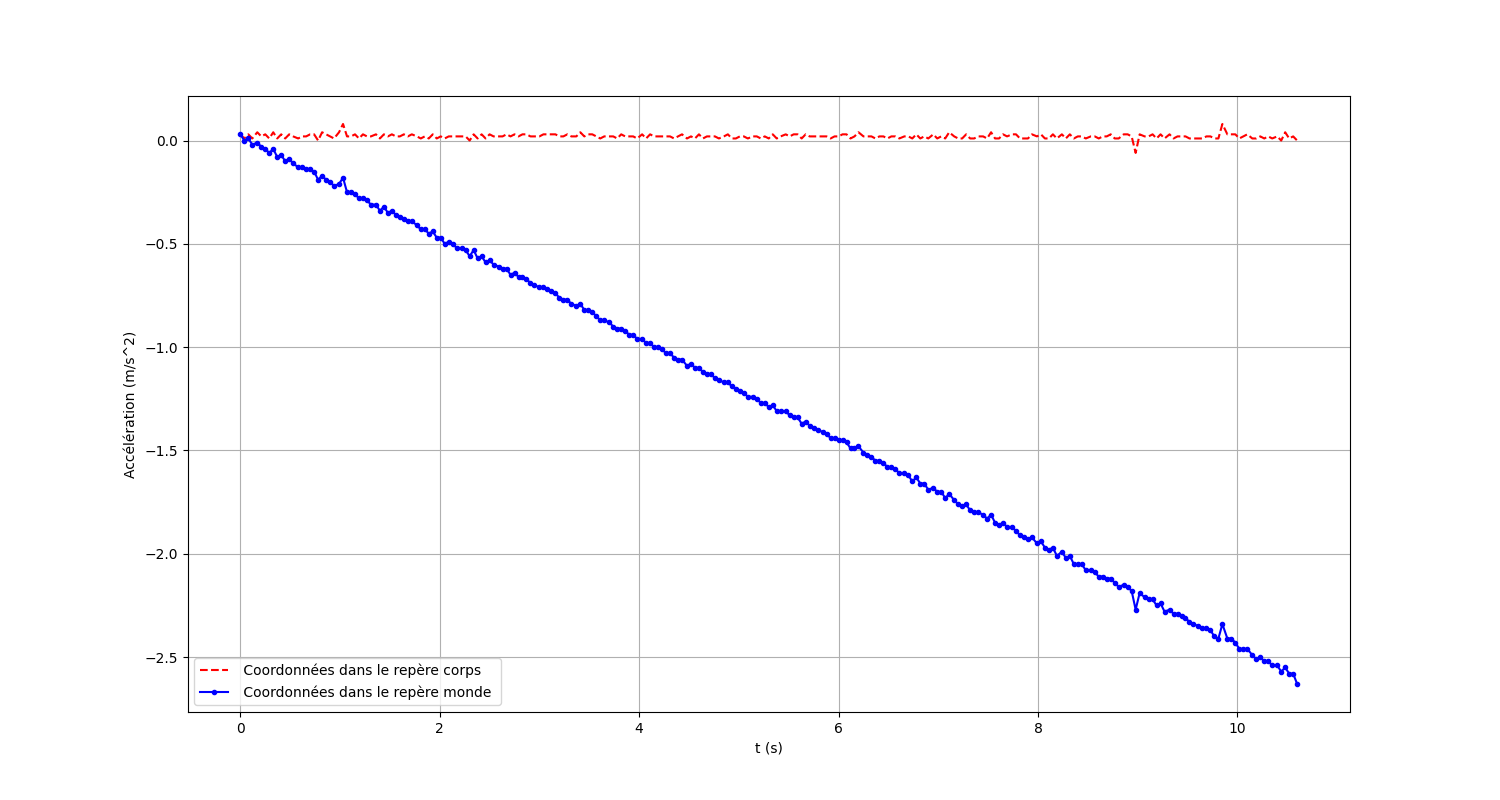 Accélération (m/s^2)
0.0
−0.5
−1.0
−1.5
−2.0
−2.5
Coordonnées dans le repère corps
Coordonnées dans le repère monde
0 2 4 6 8 10
t (s)